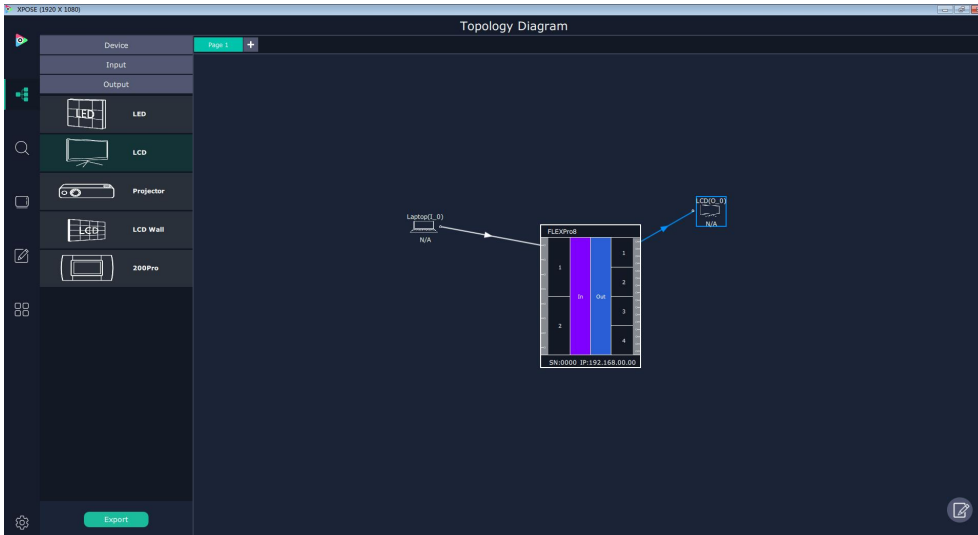 XPOSE (1920 X 1080)
Topology Diagram
Device
Input
Output
LED
LED
LCD
Projector
LCD
LCD Wall
200Pro
Export
Page 1 +
Laptop(I_0)
N/A
FLEXPro8
1
2
In
Out
1
2
3
4
SN:0000 IP:192.168.00.00
LCD(O_0)
N/A